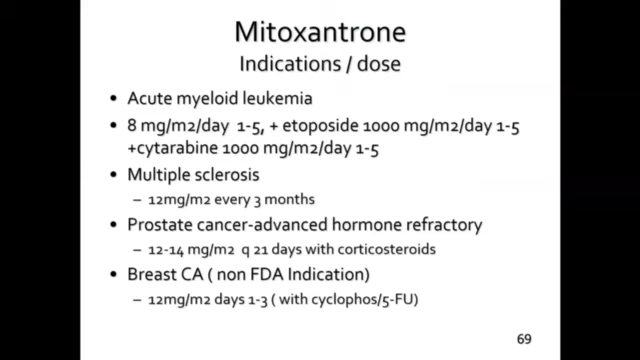 Mitoxantrone
Indications / dose
• Acute myeloid leukemia
• 8 mg/m2/day 1-5, + etoposide 1000 mg/m2/day 1-5
+cytarabine 1000 mg/m2/day 1-5
• Multiple sclerosis
– 12mg/m2 every 3 months
• Prostate cancer-advanced hormone refractory
– 12-14 mg/m2 q 21 days with corticosteroids
• Breast CA ( non FDA Indication)
– 12mg/m2 days 1-3 ( with cyclophos/5-FU)
69